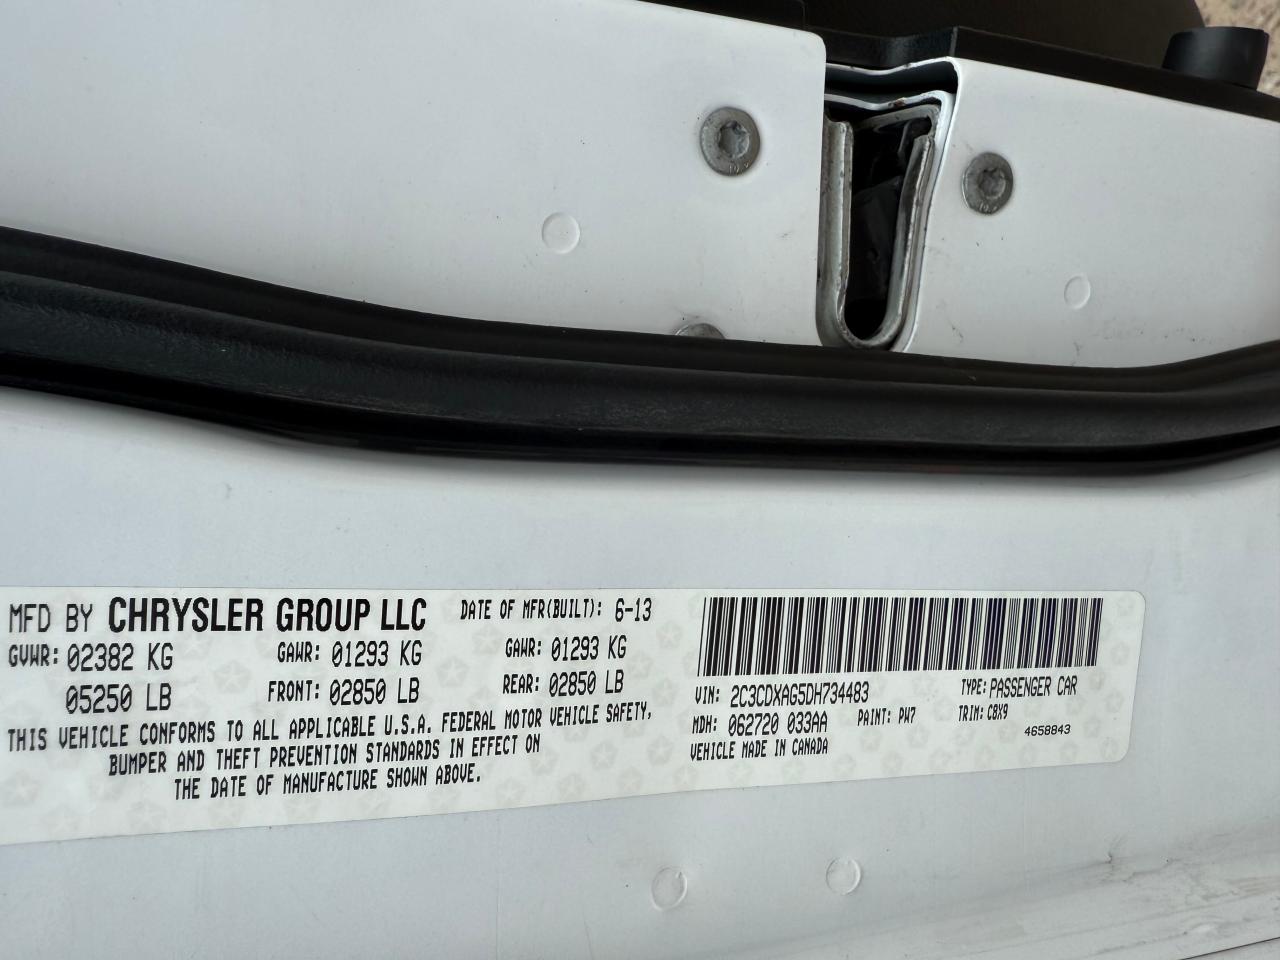 MFD BY CHRYSLER GROUP LLC DATE OF MFR(BUILT): 6-13
GVWR: 02382 KG GAWR: 01293 KG GAWR: 01293 KG
05250 LB FRONT: 02850 LB REAR: 02850 LB
THIS VEHICLE CONFORMS TO ALL APPLICABLE U.S.A. FEDERAL MOTOR VEHICLE SAFETY,
BUMPER AND THEFT PREVENTION STANDARDS IN EFFECT ON
THE DATE OF MANUFACTURE SHOWN ABOVE.
VIN: 2C3CDXAG5DH734483 TYPE: PASSENGER CAR
MDH: 062720 033AA PAINT: PW7 TRIM: C8X9
VEHICLE MADE IN CANADA 4658843